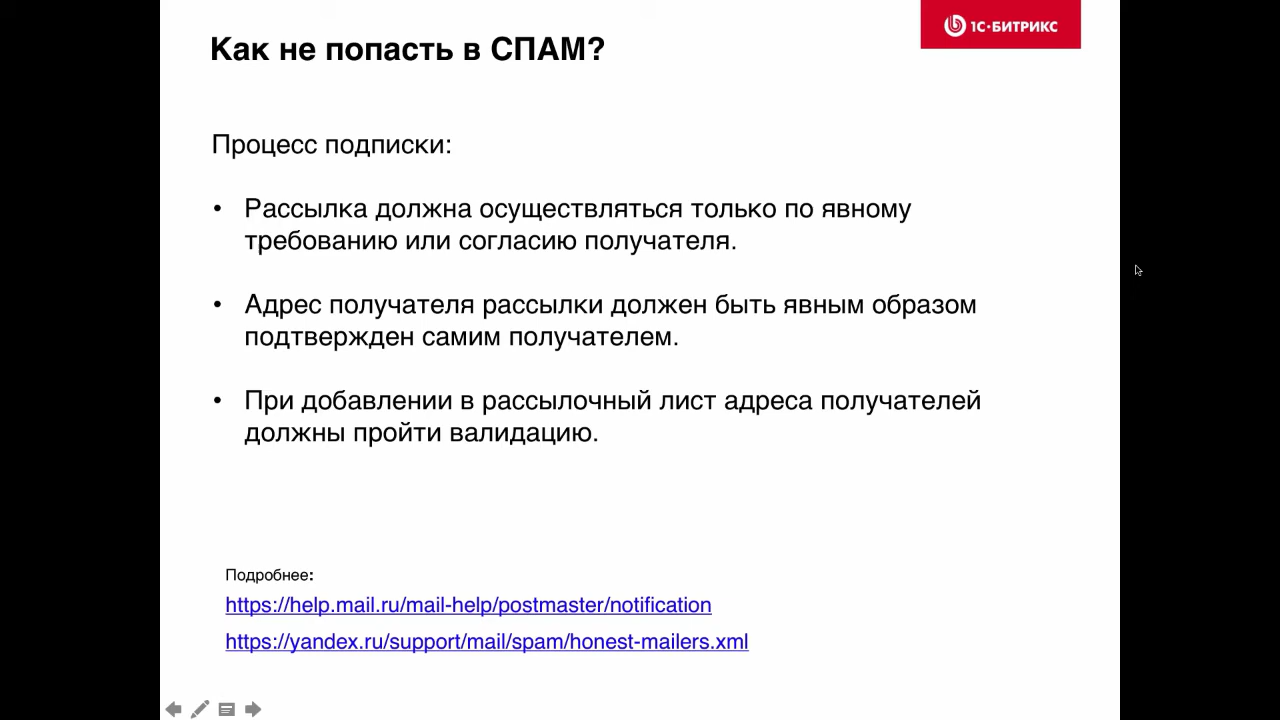 1С·БИТРИКС
Как не попасть в СПАМ?
Процесс подписки:
• Рассылка должна осуществляться только по явному
требованию или согласию получателя.
• Адрес получателя рассылки должен быть явным образом
подтвержден самим получателем.
• При добавлении в рассылочный лист адреса получателей
должны пройти валидацию.
Подробнее:
https://help.mail.ru/mail-help/postmaster/notification
https://yandex.ru/support/mail/spam/honest-mailers.xml